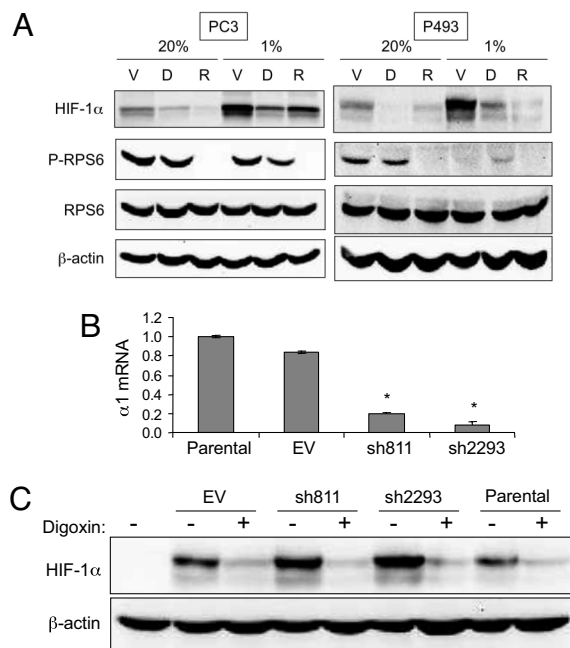 A
PC3 P493
20% 1% 20% 1%
V D R V D R V D R V D R
HIF-1α
P-RPS6
RPS6
β-actin
B
α1 mRNA
1.2
1.0
0.8
0.6
0.4
0.2
0.0
* *
Parental EV sh811 sh2293
C
EV sh811 sh2293 Parental
Digoxin: - - + - + - + - +
HIF-1α
β-actin